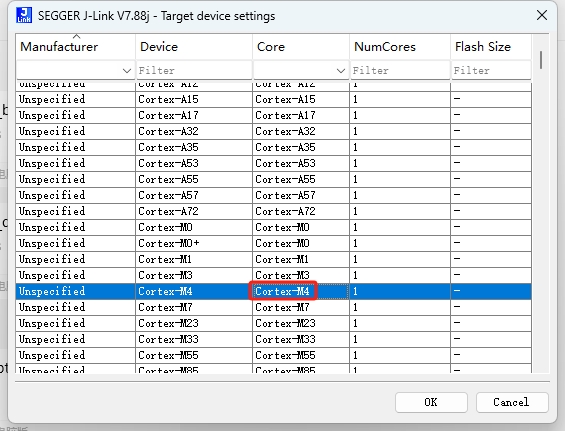 SEGGER J-Link V7.88j - Target device settings
Manufacturer Device Core NumCores Flash Size
Filter Filter Filter
Unspecified Cortex-A12 Cortex-A12 1
Unspecified Cortex-A15 Cortex-A15 1 -
Unspecified Cortex-A17 Cortex-A17 1 -
Unspecified Cortex-A32 Cortex-A32 1 -
Unspecified Cortex-A35 Cortex-A35 1 -
Unspecified Cortex-A53 Cortex-A53 1 -
Unspecified Cortex-A55 Cortex-A55 1 -
Unspecified Cortex-A57 Cortex-A57 1 -
Unspecified Cortex-A72 Cortex-A72 1 -
Unspecified Cortex-M0 Cortex-M0 1 -
Unspecified Cortex-M0+ Cortex-M0 1 -
Unspecified Cortex-M1 Cortex-M1 1 -
Unspecified Cortex-M3 Cortex-M3 1 -
Unspecified Cortex-M4 Cortex-M4 1 -
Unspecified Cortex-M7 Cortex-M7 1 -
Unspecified Cortex-M23 Cortex-M23 1 -
Unspecified Cortex-M33 Cortex-M33 1 -
Unspecified Cortex-M55 Cortex-M55 1 -
Unspecified Cortex-M85 Cortex-M85 1 -
OK Cancel